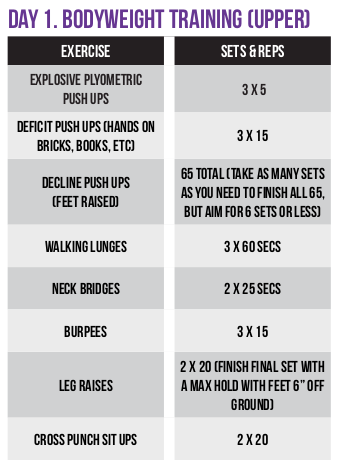 DAY 1. BODYWEIGHT TRAINING (UPPER)
EXERCISE SETS & REPS
EXPLOSIVE PLYOMETRIC
PUSH UPS
3 X 5
DEFICIT PUSH UPS (HANDS ON
BRICKS, BOOKS, ETC)
3 X 15
DECLINE PUSH UPS
(FEET RAISED)
65 TOTAL (TAKE AS MANY SETS
AS YOU NEED TO FINISH ALL 65,
BUT AIM FOR 6 SETS OR LESS)
WALKING LUNGES 3 X 60 SECS
NECK BRIDGES 2 X 25 SECS
BURPEES 3 X 15
LEG RAISES
2 X 20 (FINISH FINAL SET WITH
A MAX HOLD WITH FEET 6" OFF
GROUND)
CROSS PUNCH SIT UPS 2 X 20